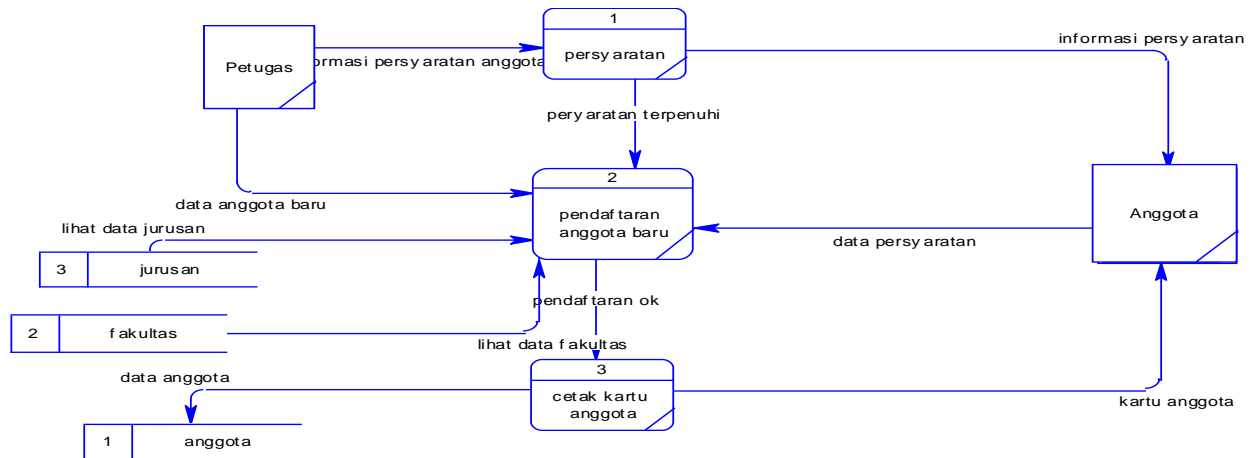 1
persyaratan
informasi persyaratan
Petugas
ormasi persyaratan anggota
peryaratan terpenuhi
2
pendaftaran
anggota baru
Anggota
data anggota baru
lihat data jurusan
data persyaratan
3
jurusan
pendaftaran ok
2
fakultas
lihat data fakultas
3
cetak kartu
anggota
data anggota
kartu anggota
1
anggota